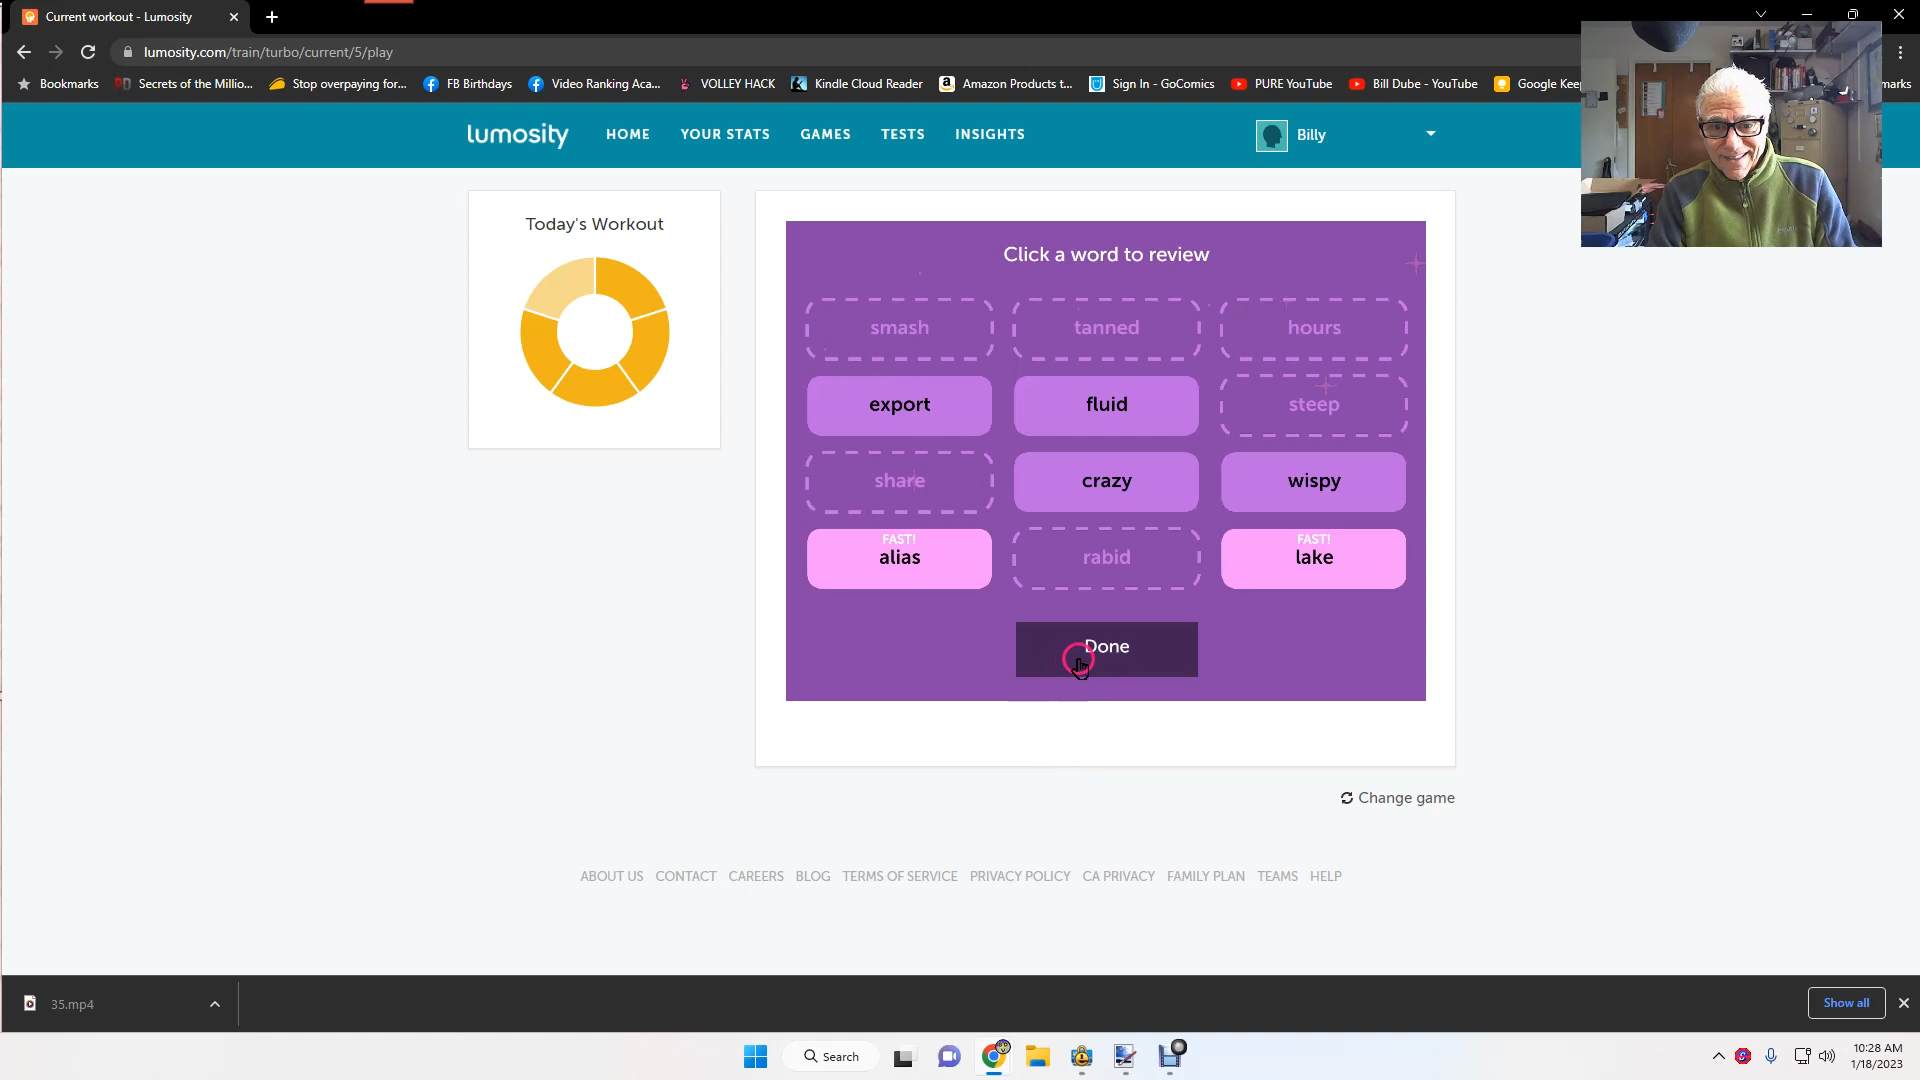 Current workout - Lumosity
lumosity.com/train/turbo/current/5/play
Bookmarks Secrets of the Millio... Stop overpaying for... FB Birthdays Video Ranking Aca... VOLLEY HACK Kindle Cloud Reader Amazon Products t... Sign In - GoComics PURE YouTube Bill Dube - YouTube Google Keep marks
lumosity HOME YOUR STATS GAMES TESTS INSIGHTS Billy
Today's Workout
Click a word to review
smash tanned hours
export fluid steep
share crazy wispy
FAST! FAST!
alias rabid lake
Done
Change game
ABOUT US CONTACT CAREERS BLOG TERMS OF SERVICE PRIVACY POLICY CA PRIVACY FAMILY PLAN TEAMS HELP
35.mp4 Show all
Search
10:28 AM
1/18/2023